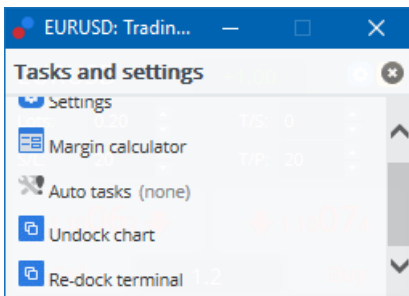 EURUSD: Tradin...
Tasks and settings
Settings
Margin calculator
Auto tasks (none)
Undock chart
Re-dock terminal